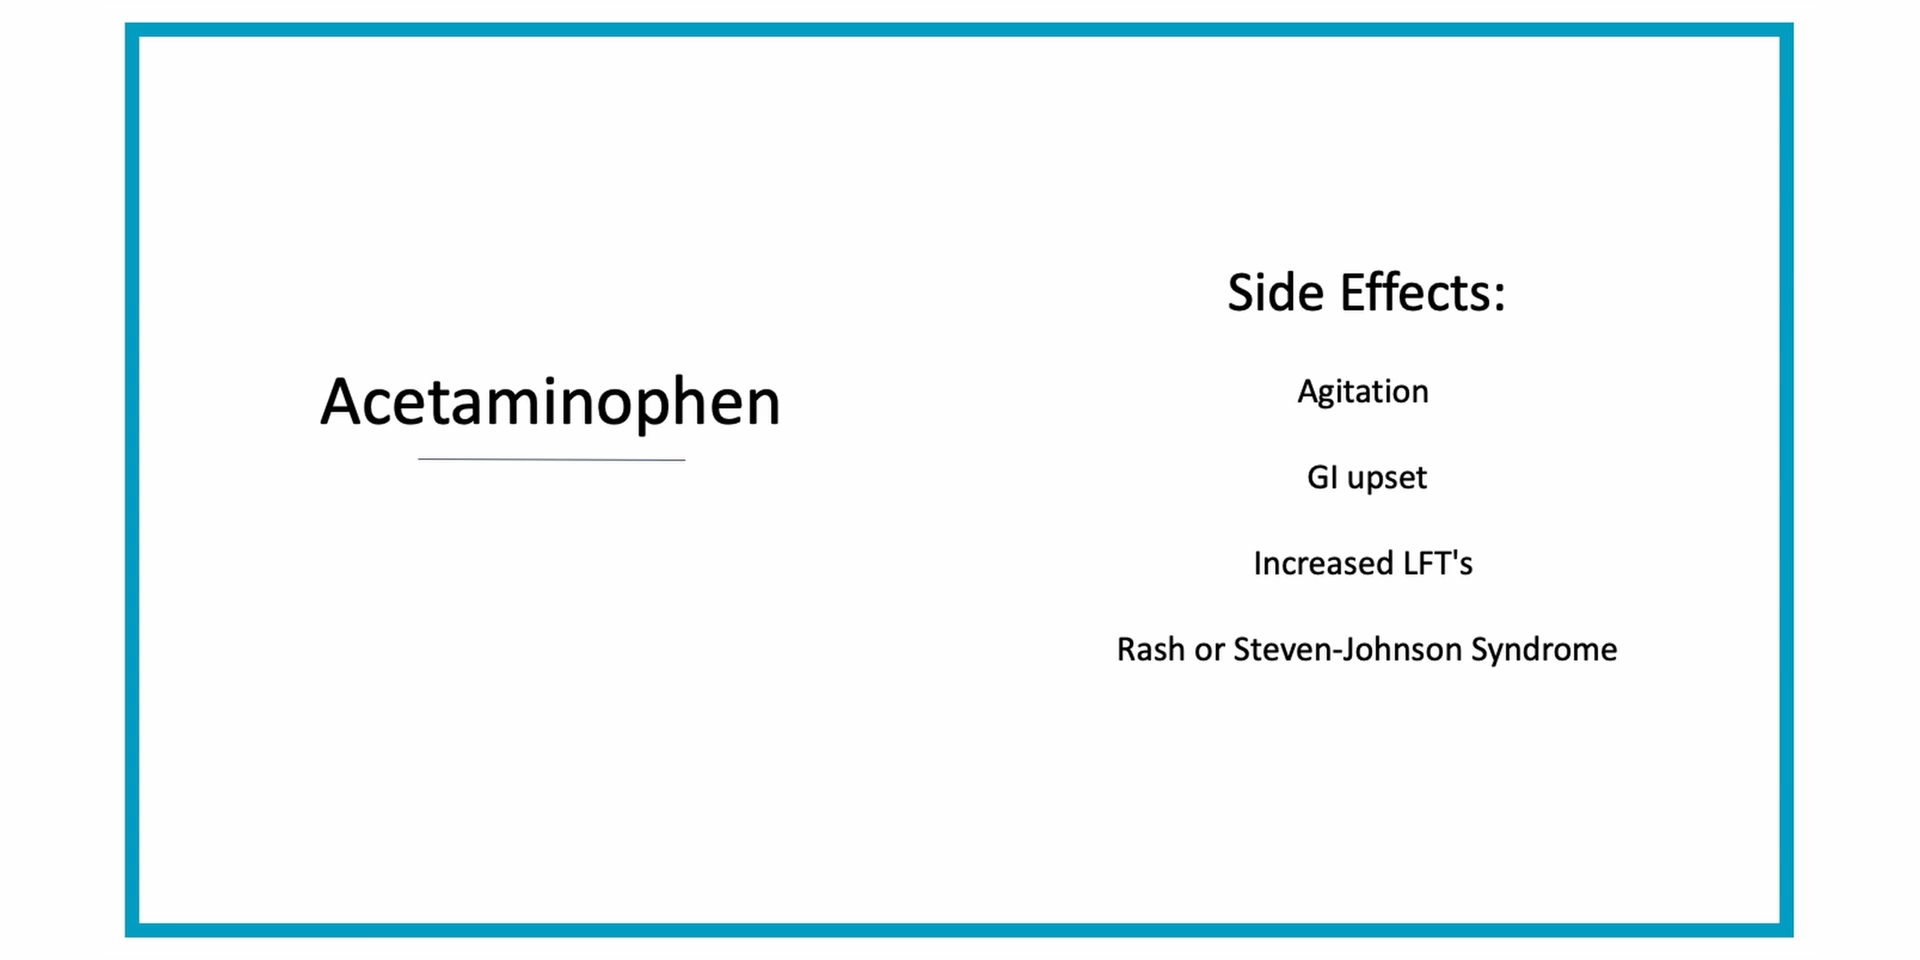 Acetaminophen
Side Effects:
Agitation
GI upset
Increased LFT's
Rash or Steven-Johnson Syndrome